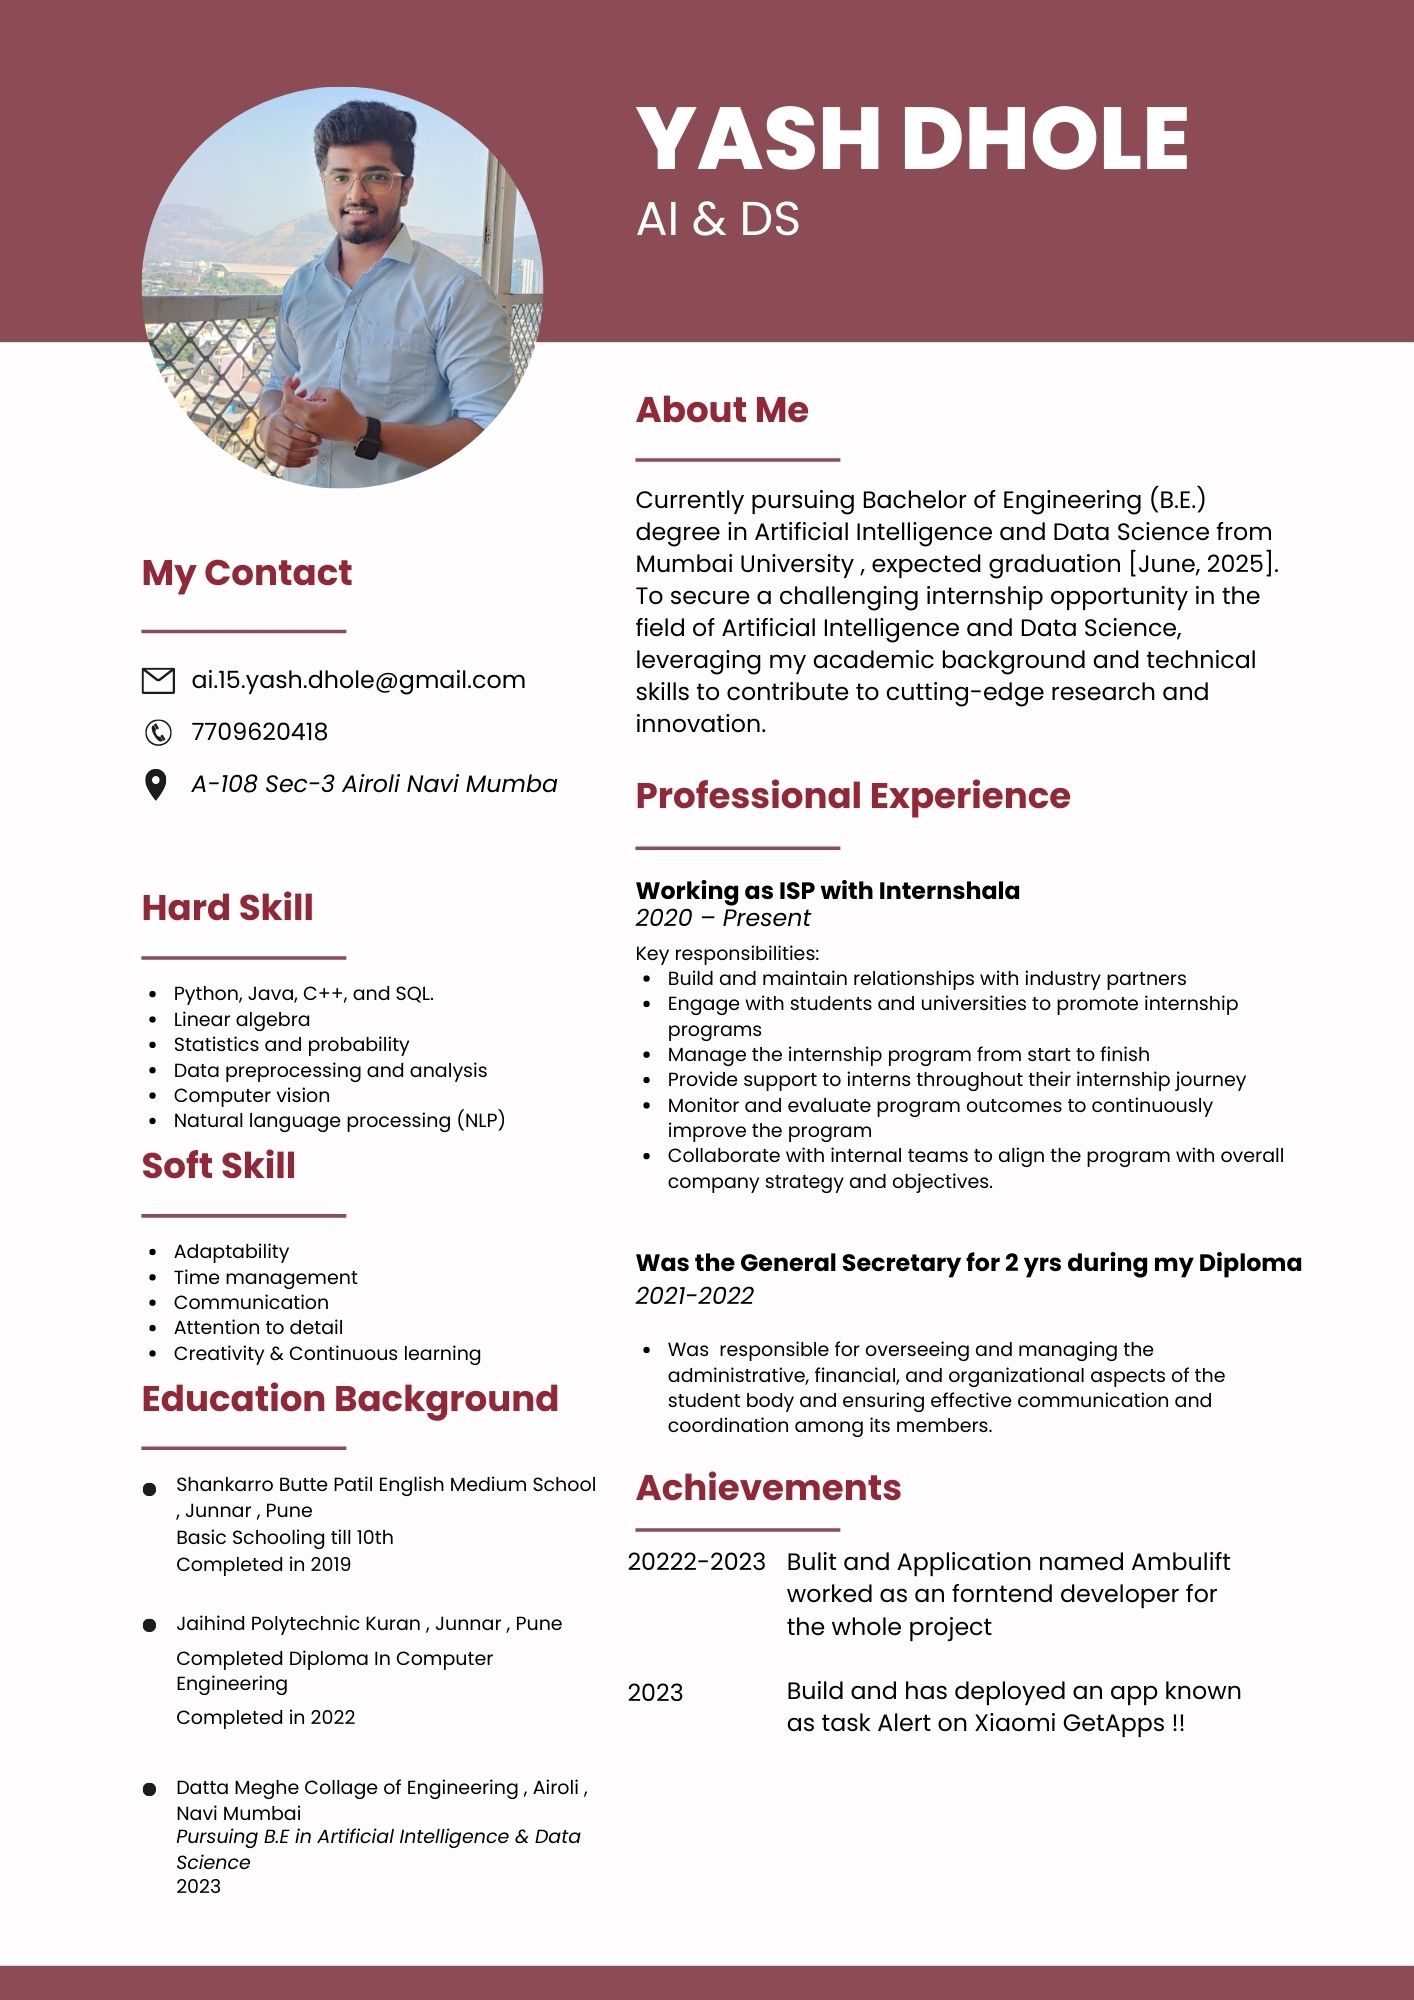 YASH DHOLE
AI & DS
My Contact
ai.15.yash.dhole@gmail.com
7709620418
A-108 Sec-3 Airoli Navi Mumba
Hard Skill
Python, Java, C++, and SQL.
Linear algebra
Statistics and probability
Data preprocessing and analysis
Computer vision
Natural language processing (NLP)
Soft Skill
Adaptability
Time management
Communication
Attention to detail
Creativity & Continuous learning
Education Background
Shankarro Butte Patil English Medium School
, Junnar , Pune
Basic Schooling till 10th
Completed in 2019
Jaihind Polytechnic Kuran , Junnar , Pune
Completed Diploma In Computer
Engineering
Completed in 2022
Datta Meghe Collage of Engineering , Airoli ,
Navi Mumbai
Pursuing B.E in Artificial Intelligence & Data
Science
2023
About Me
Currently pursuing Bachelor of Engineering (B.E.)
degree in Artificial Intelligence and Data Science from
Mumbai University , expected graduation [June, 2025].
To secure a challenging internship opportunity in the
field of Artificial Intelligence and Data Science,
leveraging my academic background and technical
skills to contribute to cutting-edge research and
innovation.
Professional Experience
Working as ISP with Internshala
2020 – Present
Key responsibilities:
Build and maintain relationships with industry partners
Engage with students and universities to promote internship
programs
Manage the internship program from start to finish
Provide support to interns throughout their internship journey
Monitor and evaluate program outcomes to continuously
improve the program
Collaborate with internal teams to align the program with overall
company strategy and objectives.
Was the General Secretary for 2 yrs during my Diploma
2021-2022
Was  responsible for overseeing and managing the
administrative, financial, and organizational aspects of the
student body and ensuring effective communication and
coordination among its members.
Achievements
20222-2023 Bulit and Application named Ambulift
worked as an forntend developer for
the whole project
2023 Build and has deployed an app known
as task Alert on Xiaomi GetApps !!